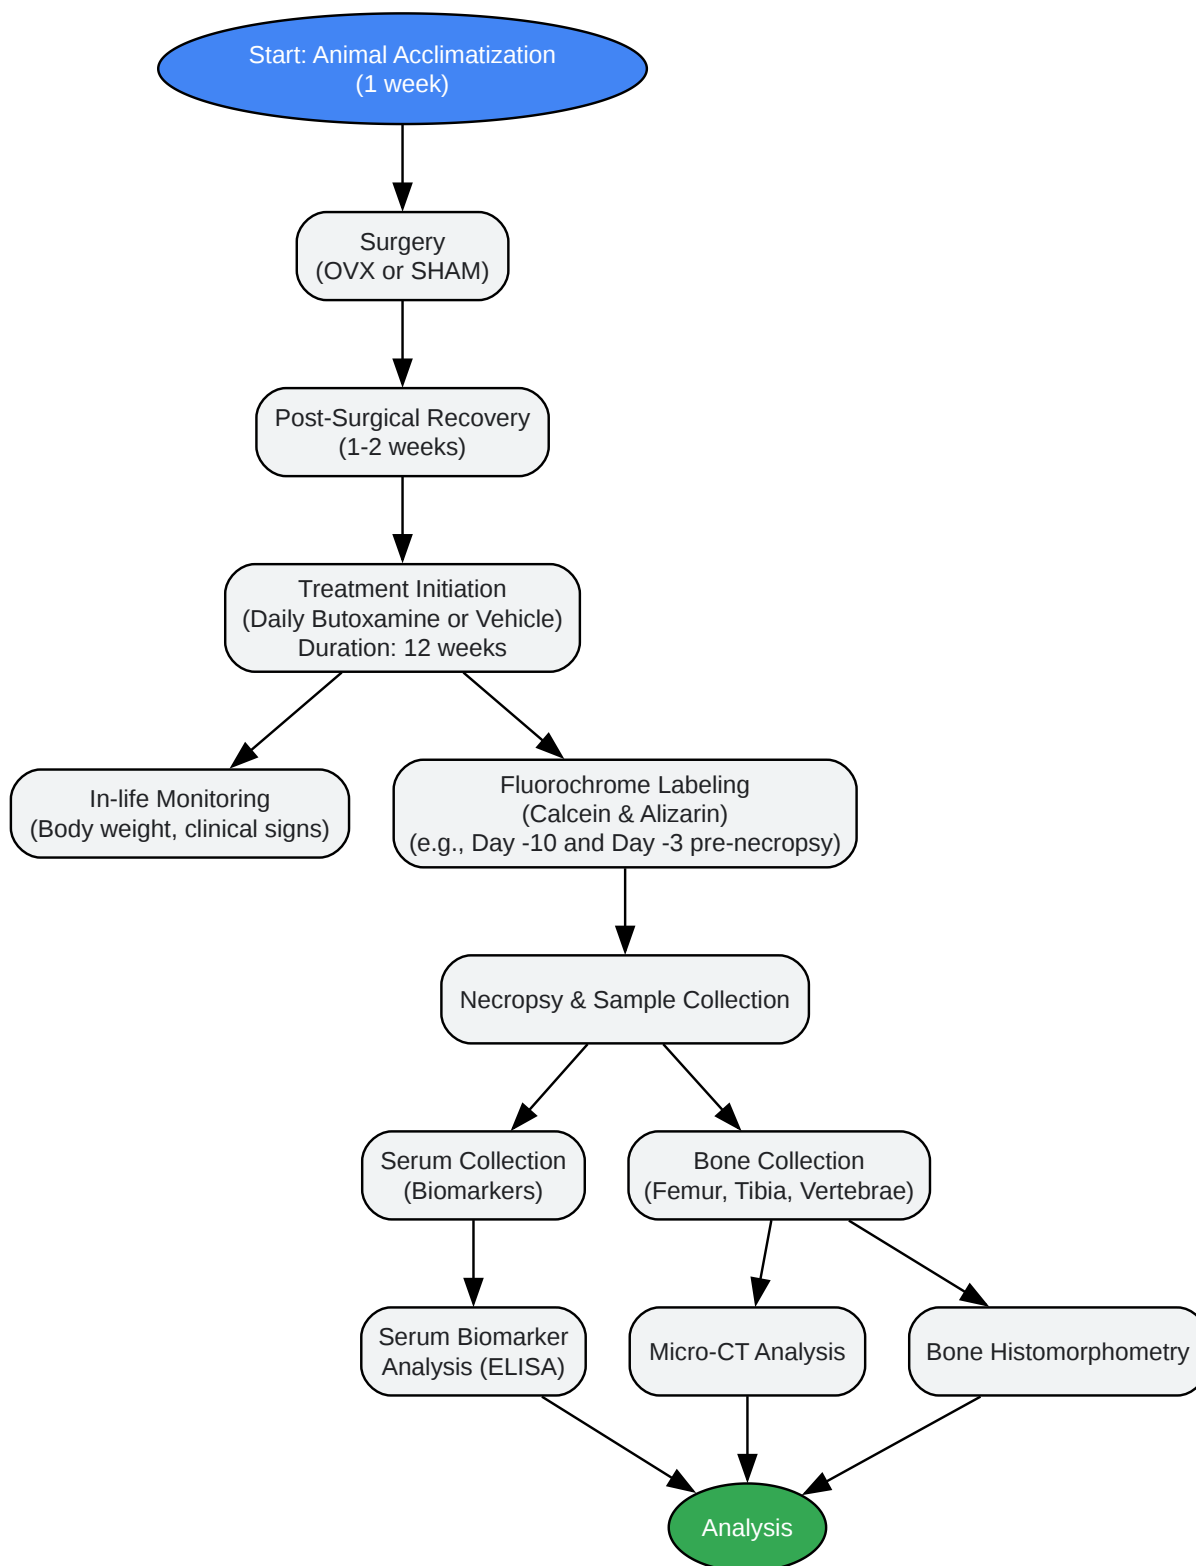 Start: Animal Acclimatization
(1 week)
Surgery
(OVX or SHAM)
Post-Surgical Recovery
(1-2 weeks)
Treatment Initiation
(Daily Butoxamine or Vehicle)
Duration: 12 weeks
In-life Monitoring
(Body weight, clinical signs)
Fluorochrome Labeling
(Calcein & Alizarin)
(e.g., Day -10 and Day -3 pre-necropsy)
Necropsy & Sample Collection
Serum Collection
(Biomarkers)
Bone Collection
(Femur, Tibia, Vertebrae)
Serum Biomarker
Analysis (ELISA)
Micro-CT Analysis
Bone Histomorphometry
Analysis